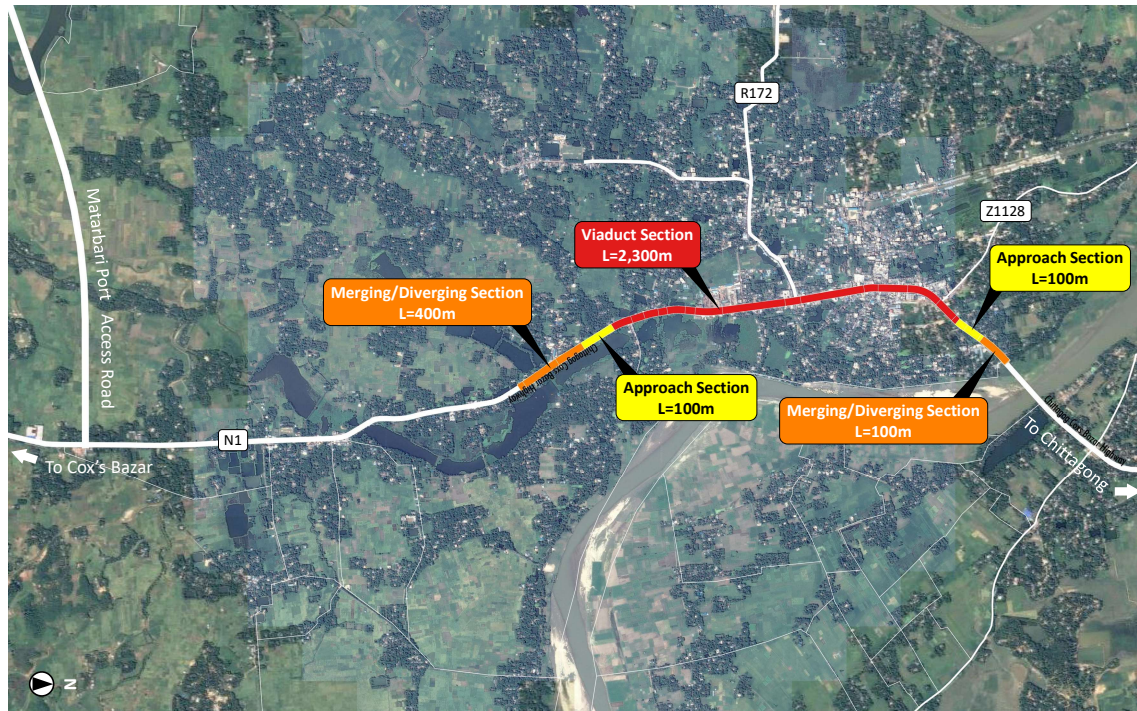 R172
Z1128
Matarbari Port Access Road
Viaduct Section
L=2,300m
Approach Section
L=100m
Merging/Diverging Section
L=400m
Approach Section
L=100m
Merging/Diverging Section
L=100m
N1
To Cox's Bazar
To Chittagong
N